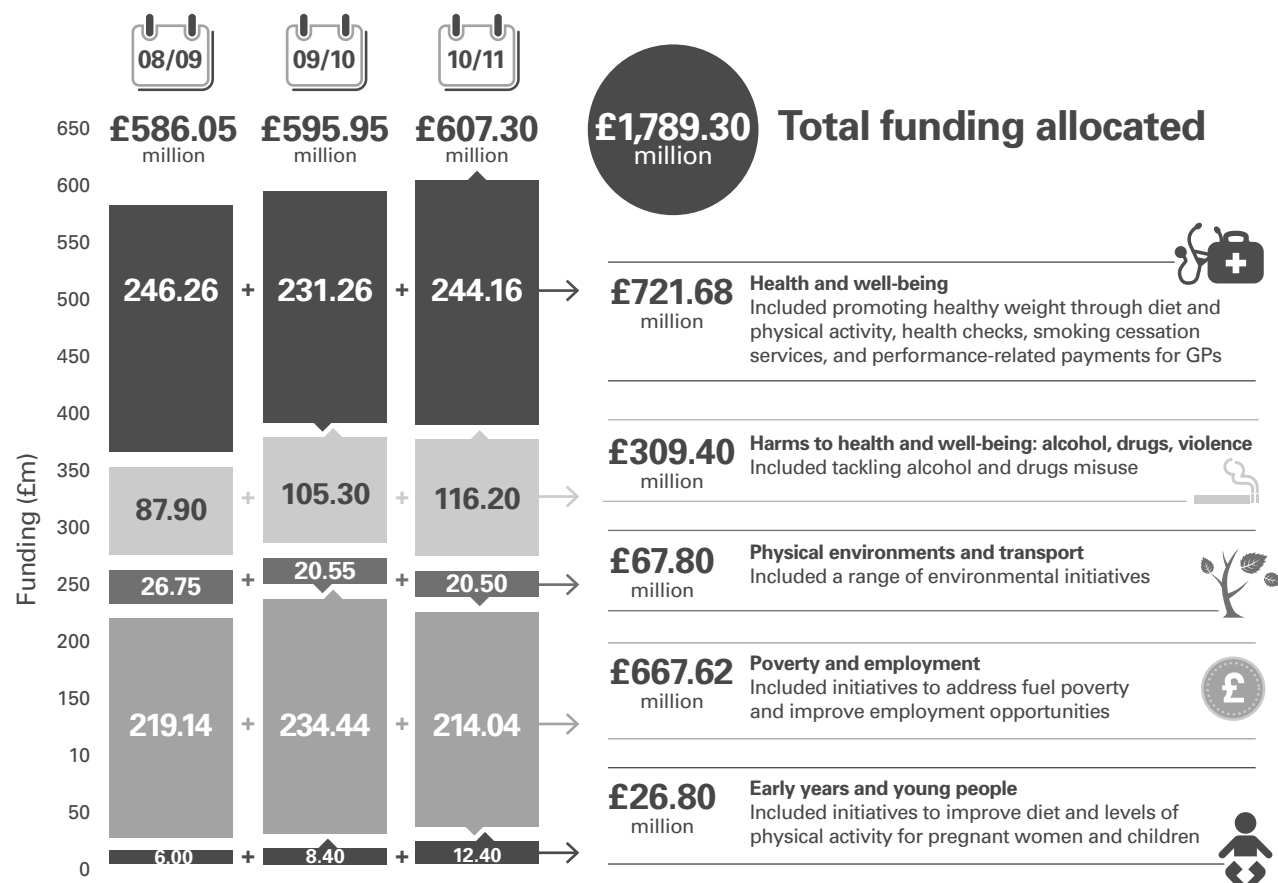 08/09
09/10
10/11
£586.05
million
£595.95
million
£607.30
million
£1,789.30
million
Total funding allocated
Funding (£m)
650
600
550
500
450
400
350
300
250
200
150
10
50
0
246.26 + 231.26 + 244.16
£721.68
million
Health and well-being
Included promoting healthy weight through diet and
physical activity, health checks, smoking cessation
services, and performance-related payments for GPs
87.90 + 105.30 + 116.20
£309.40
million
Harms to health and well-being: alcohol, drugs, violence
Included tackling alcohol and drugs misuse
26.75 + 20.55 + 20.50
£67.80
million
Physical environments and transport
Included a range of environmental initiatives
219.14 + 234.44 + 214.04
£667.62
million
Poverty and employment
Included initiatives to address fuel poverty
and improve employment opportunities
£
6.00 + 8.40 + 12.40
£26.80
million
Early years and young people
Included initiatives to improve diet and levels of
physical activity for pregnant women and children